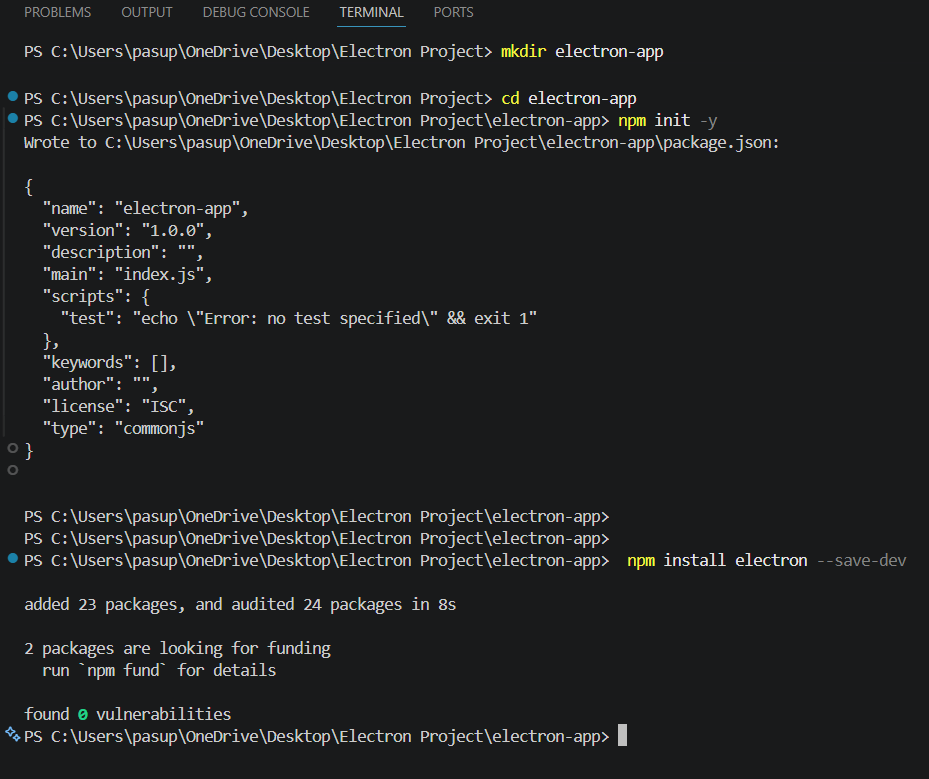 PROBLEMS OUTPUT DEBUG CONSOLE TERMINAL PORTS
PS C:\Users\pasup\OneDrive\Desktop\Electron Project> mkdir electron-app
PS C:\Users\pasup\OneDrive\Desktop\Electron Project> cd electron-app
PS C:\Users\pasup\OneDrive\Desktop\Electron Project\electron-app> npm init -y
Wrote to C:\Users\pasup\OneDrive\Desktop\Electron Project\electron-app\package.json:
{
  "name": "electron-app",
  "version": "1.0.0",
  "description": "",
  "main": "index.js",
  "scripts": {
    "test": "echo \"Error: no test specified\" && exit 1"
  },
  "keywords": [],
  "author": "",
  "license": "ISC",
  "type": "commonjs"
}
PS C:\Users\pasup\OneDrive\Desktop\Electron Project\electron-app>
PS C:\Users\pasup\OneDrive\Desktop\Electron Project\electron-app>
PS C:\Users\pasup\OneDrive\Desktop\Electron Project\electron-app>  npm install electron --save-dev
added 23 packages, and audited 24 packages in 8s
2 packages are looking for funding
  run `npm fund` for details
found 0 vulnerabilities
PS C:\Users\pasup\OneDrive\Desktop\Electron Project\electron-app>